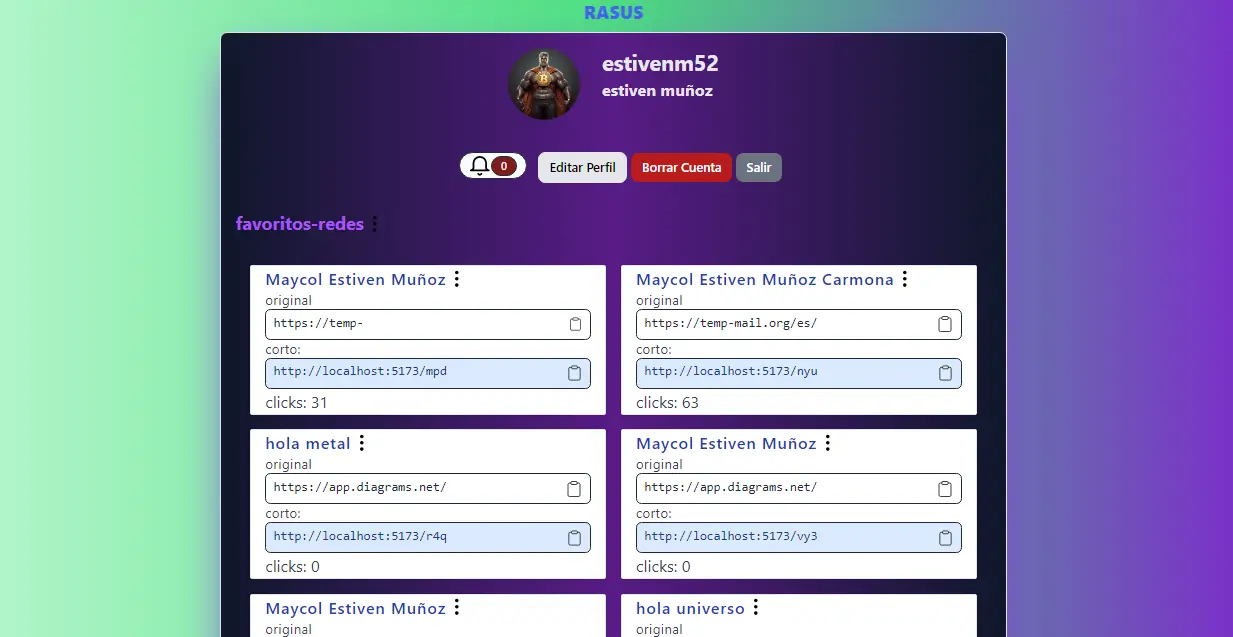 RASUS
estivenm52
estiven muñoz
0
Editar Perfil
Borrar Cuenta
Salir
favoritos-redes
Maycol Estiven Muñoz
original
https://temp-
corto:
http://localhost:5173/mpd
clicks: 31
Maycol Estiven Muñoz Carmona
original
https://temp-mail.org/es/
corto:
http://localhost:5173/nyu
clicks: 63
hola metal
original
https://app.diagrams.net/
corto:
http://localhost:5173/r4q
clicks: 0
Maycol Estiven Muñoz
original
https://app.diagrams.net/
corto:
http://localhost:5173/vy3
clicks: 0
Maycol Estiven Muñoz
original
hola universo
original